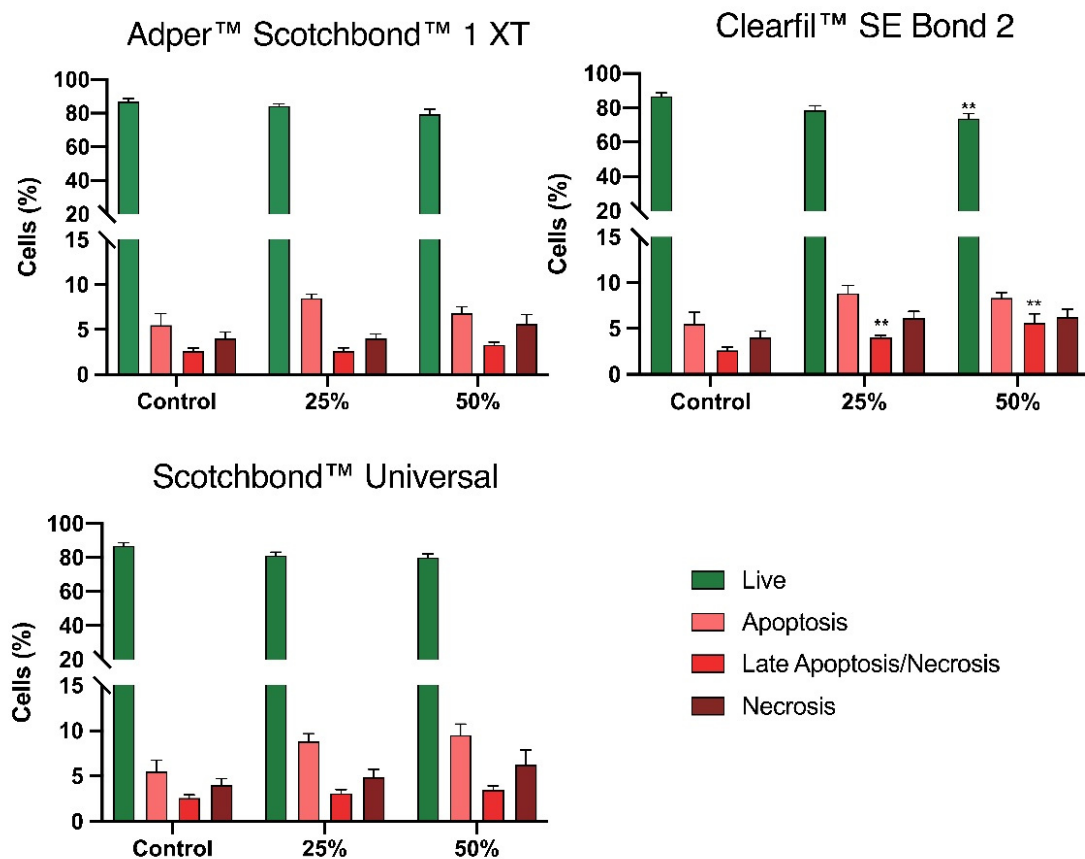 Adper™ Scotchbond™ 1 XT
Cells (%)
100
80
60
40
20
15
10
5
0
Control 25% 50%
Clearfil™ SE Bond 2
Cells (%)
100
80
60
40
20
15
10
5
0
**
**
**
Control 25% 50%
Scotchbond™ Universal
Cells (%)
100
80
60
40
20
15
10
5
0
Control 25% 50%
Live
Apoptosis
Late Apoptosis/Necrosis
Necrosis